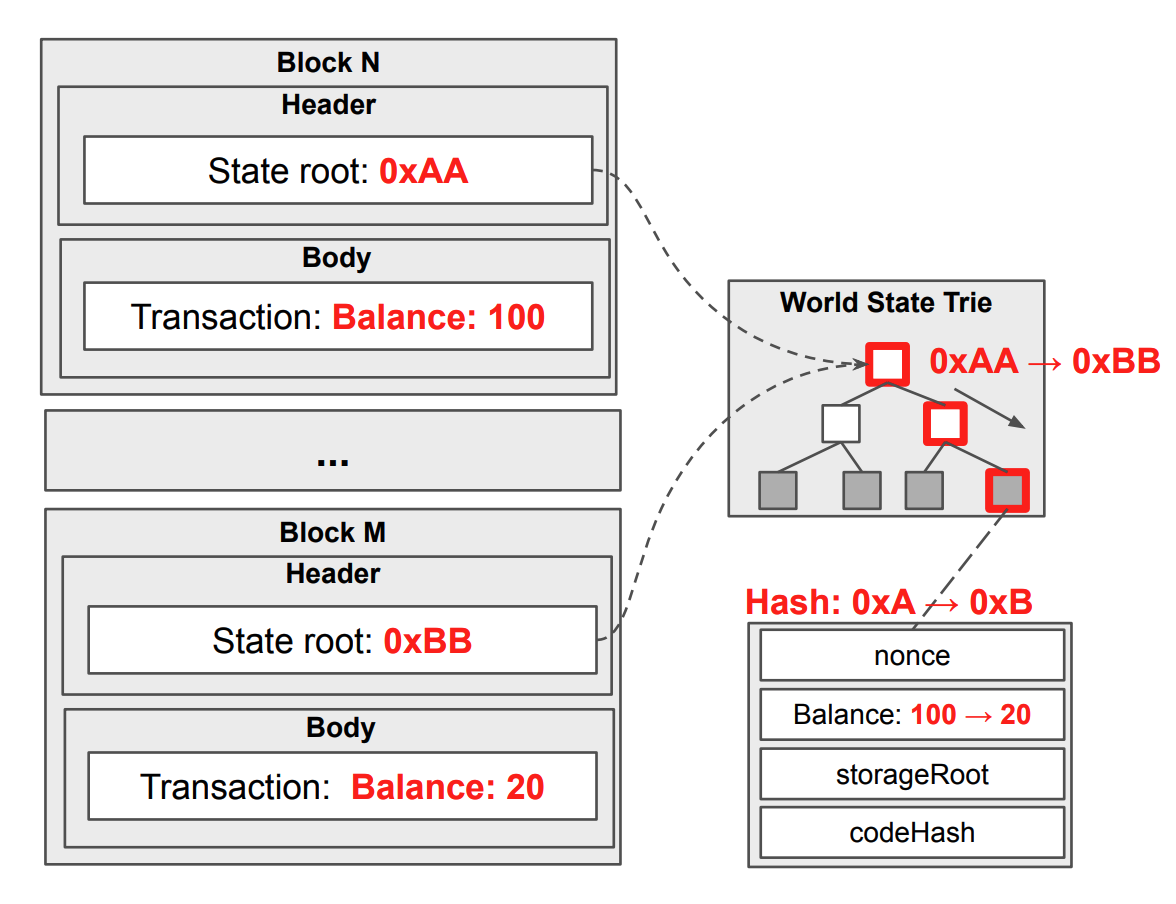 Block N
Header
State root: 0xAA
Body
Transaction: Balance: 100
...
Block M
Header
State root: 0xBB
Body
Transaction: Balance: 20
World State Trie
0xAA → 0xBB
Hash: 0xA → 0xB
nonce
Balance: 100 → 20
storageRoot
codeHash